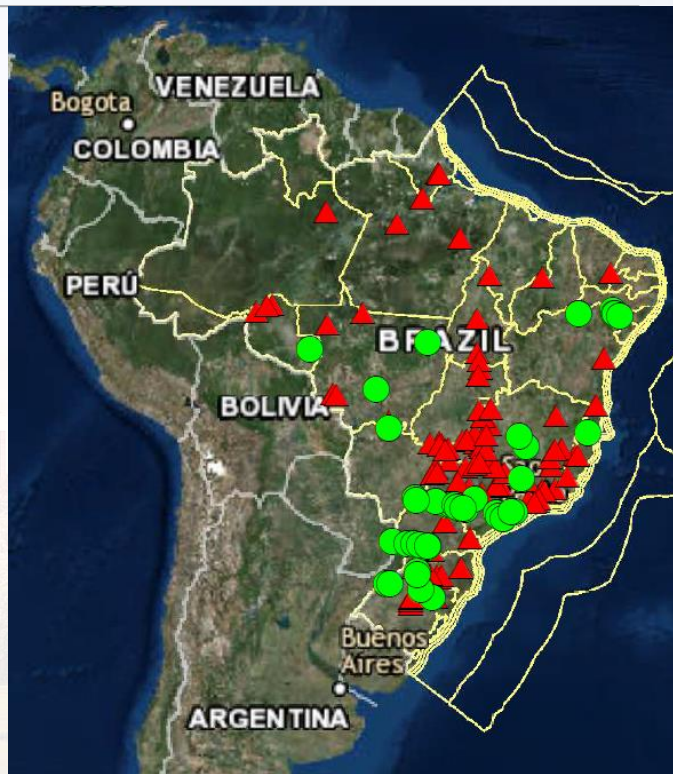 VENEZUELA
Bogota
COLOMBIA
PERÚ
BRAZIL
BOLIVIA
Buenos
Aires
ARGENTINA